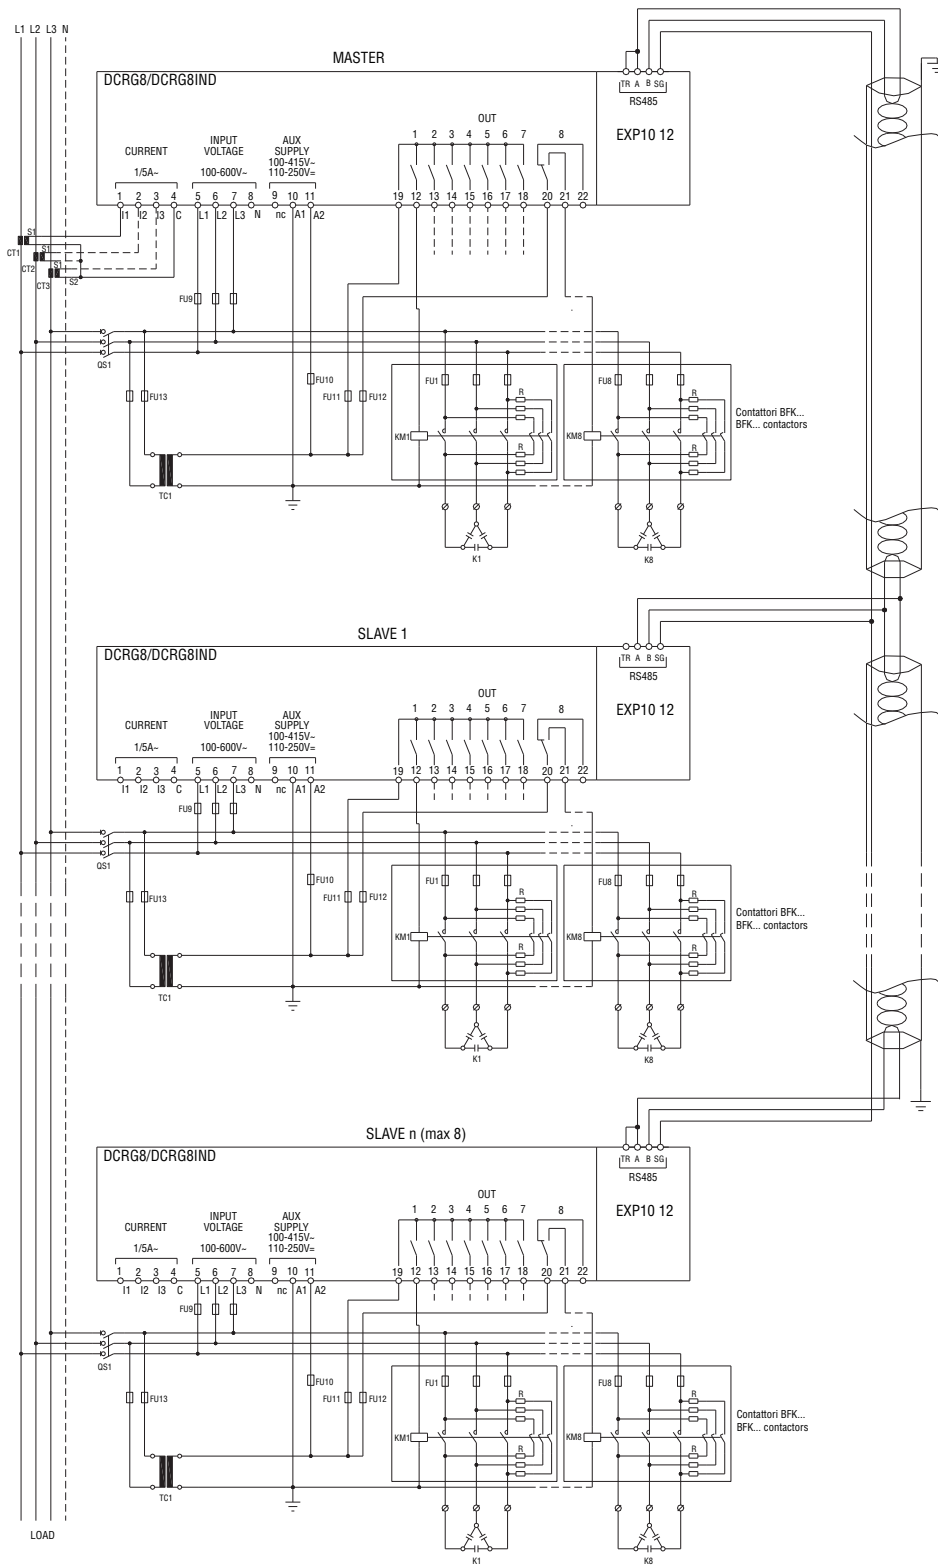 L1 L2 L3 N
MASTER
DCRG8/DCRG8IND
TR A B SG
RS485
EXP10 12
OUT
1 2 3 4 5 6 7 8
CURRENT
1/5A~
INPUT
VOLTAGE
100-600V~
AUX
SUPPLY
100-415V~
110-250V=
1 2 3 4 5 6 7 8 9 10 11 19 12 13 14 15 16 17 18 20 21 22
I1 I2 I3 C L1 L2 L3 N nc A1 A2
S1
CT1
S1
CT2
S1
CT3 S2
FU9
QS1
FU10
FU13 FU11 FU12
FU1 FU8
R R
KM1 KM8
R R
Contattori BFK...
BFK... contactors
TC1
K1 K8
SLAVE 1
DCRG8/DCRG8IND
TR A B SG
RS485
EXP10 12
OUT
1 2 3 4 5 6 7 8
CURRENT
1/5A~
INPUT
VOLTAGE
100-600V~
AUX
SUPPLY
100-415V~
110-250V=
1 2 3 4 5 6 7 8 9 10 11 19 12 13 14 15 16 17 18 20 21 22
I1 I2 I3 C L1 L2 L3 N nc A1 A2
FU9
QS1
FU10
FU13 FU11 FU12
FU1 FU8
R R
KM1 KM8
R R
Contattori BFK...
BFK... contactors
TC1
K1 K8
SLAVE n (max 8)
DCRG8/DCRG8IND
TR A B SG
RS485
EXP10 12
OUT
1 2 3 4 5 6 7 8
CURRENT
1/5A~
INPUT
VOLTAGE
100-600V~
AUX
SUPPLY
100-415V~
110-250V=
1 2 3 4 5 6 7 8 9 10 11 19 12 13 14 15 16 17 18 20 21 22
I1 I2 I3 C L1 L2 L3 N nc A1 A2
FU9
QS1
FU10
FU13 FU11 FU12
FU1 FU8
R R
KM1 KM8
R R
Contattori BFK...
BFK... contactors
TC1
LOAD
K1 K8